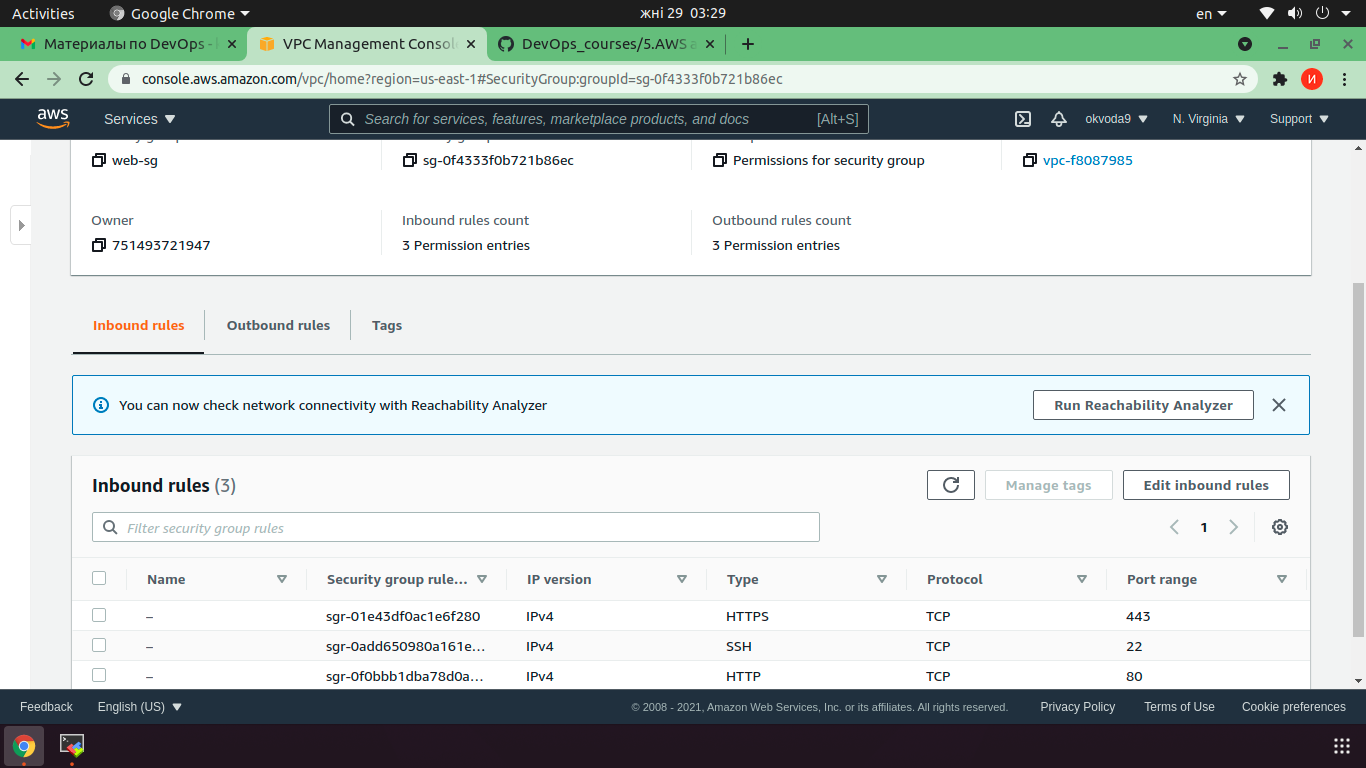 Activities Google Chrome жні 29 03:29 en
Материалы по DevOps - VPC Management Consol DevOps_courses/5.AWS a
console.aws.amazon.com/vpc/home?region=us-east-1#SecurityGroup:groupId=sg-0f4333f0b721b86ec И
aws Services Search for services, features, marketplace products, and docs [Alt+S] okvoda9 N. Virginia Support
web-sg sg-0f4333f0b721b86ec Permissions for security group vpc-f8087985
Owner Inbound rules count Outbound rules count
751493721947 3 Permission entries 3 Permission entries
Inbound rules Outbound rules Tags
You can now check network connectivity with Reachability Analyzer Run Reachability Analyzer
Inbound rules (3) Manage tags Edit inbound rules
Filter security group rules 1
Name Security group rule... IP version Type Protocol Port range
– sgr-01e43df0ac1e6f280 IPv4 HTTPS TCP 443
– sgr-0add650980a161e... IPv4 SSH TCP 22
– sgr-0f0bbb1dba78d0a... IPv4 HTTP TCP 80
Feedback English (US) © 2008 - 2021, Amazon Web Services, Inc. or its affiliates. All rights reserved. Privacy Policy Terms of Use Cookie preferences